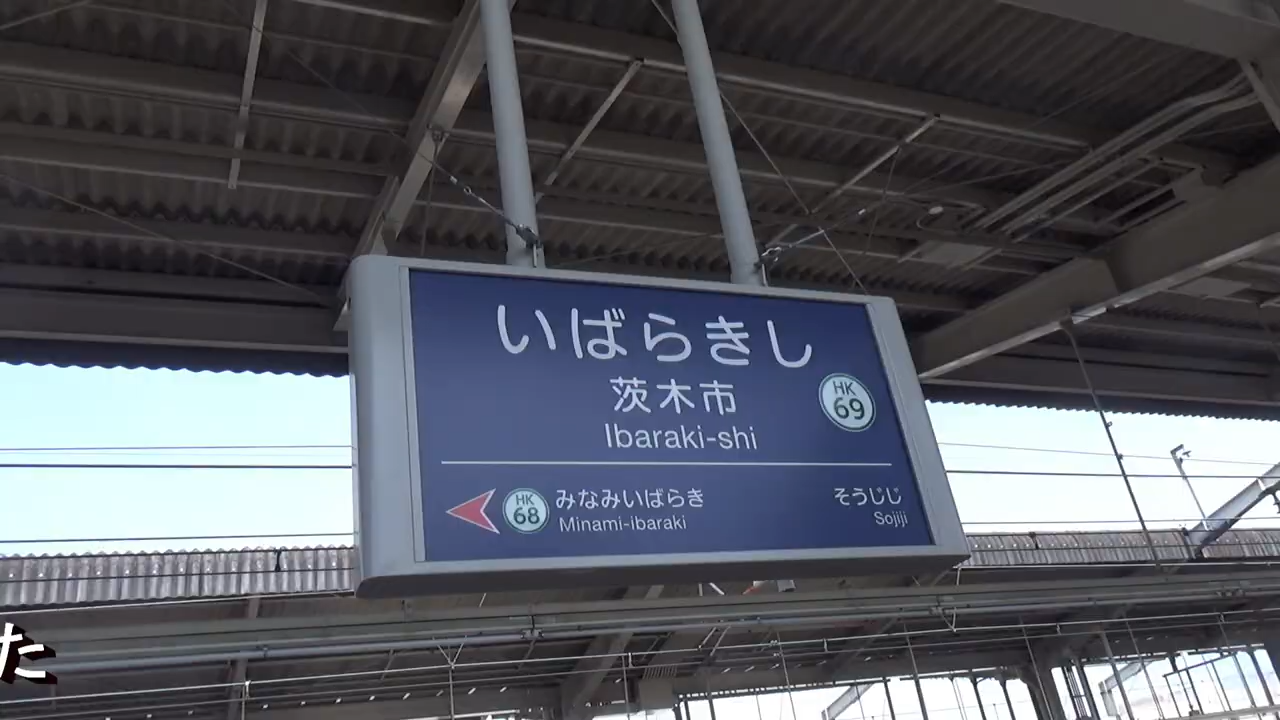 いばらきし
茨木市
Ibaraki-shi
HK
69
HK
68
みなみいばらき
Minami-ibaraki
そうじじ
Sojiji
た